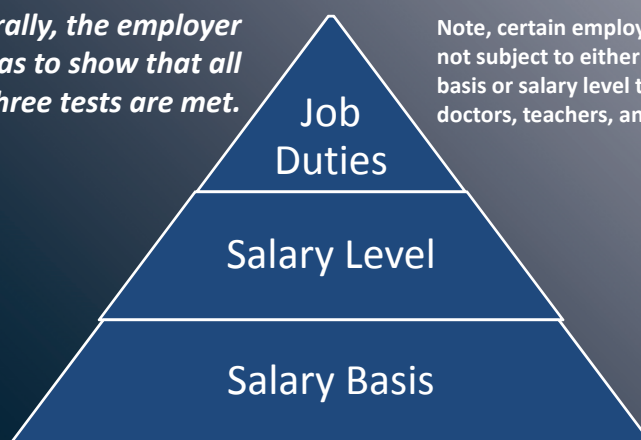 rally, the employer
as to show that all
hree tests are met.
Note, certain employ
not subject to either
basis or salary level t
doctors, teachers, an
Job
Duties
Salary Level
Salary Basis